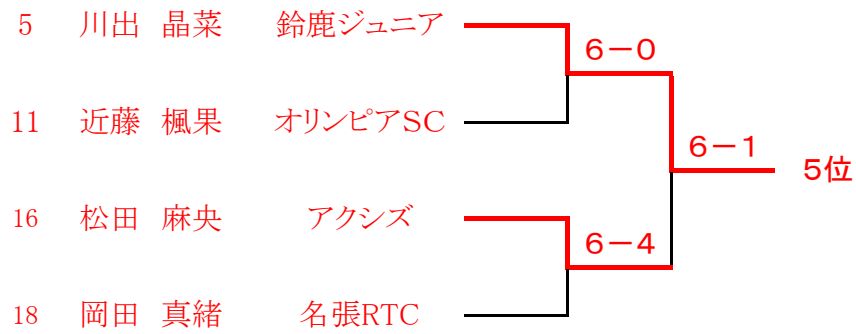 5 川出 晶菜 鈴鹿ジュニア
6－0
11 近藤 楓果 オリンピアSC
6－1
5位
16 松田 麻央 アクシズ
6－4
18 岡田 真緒 名張RTC